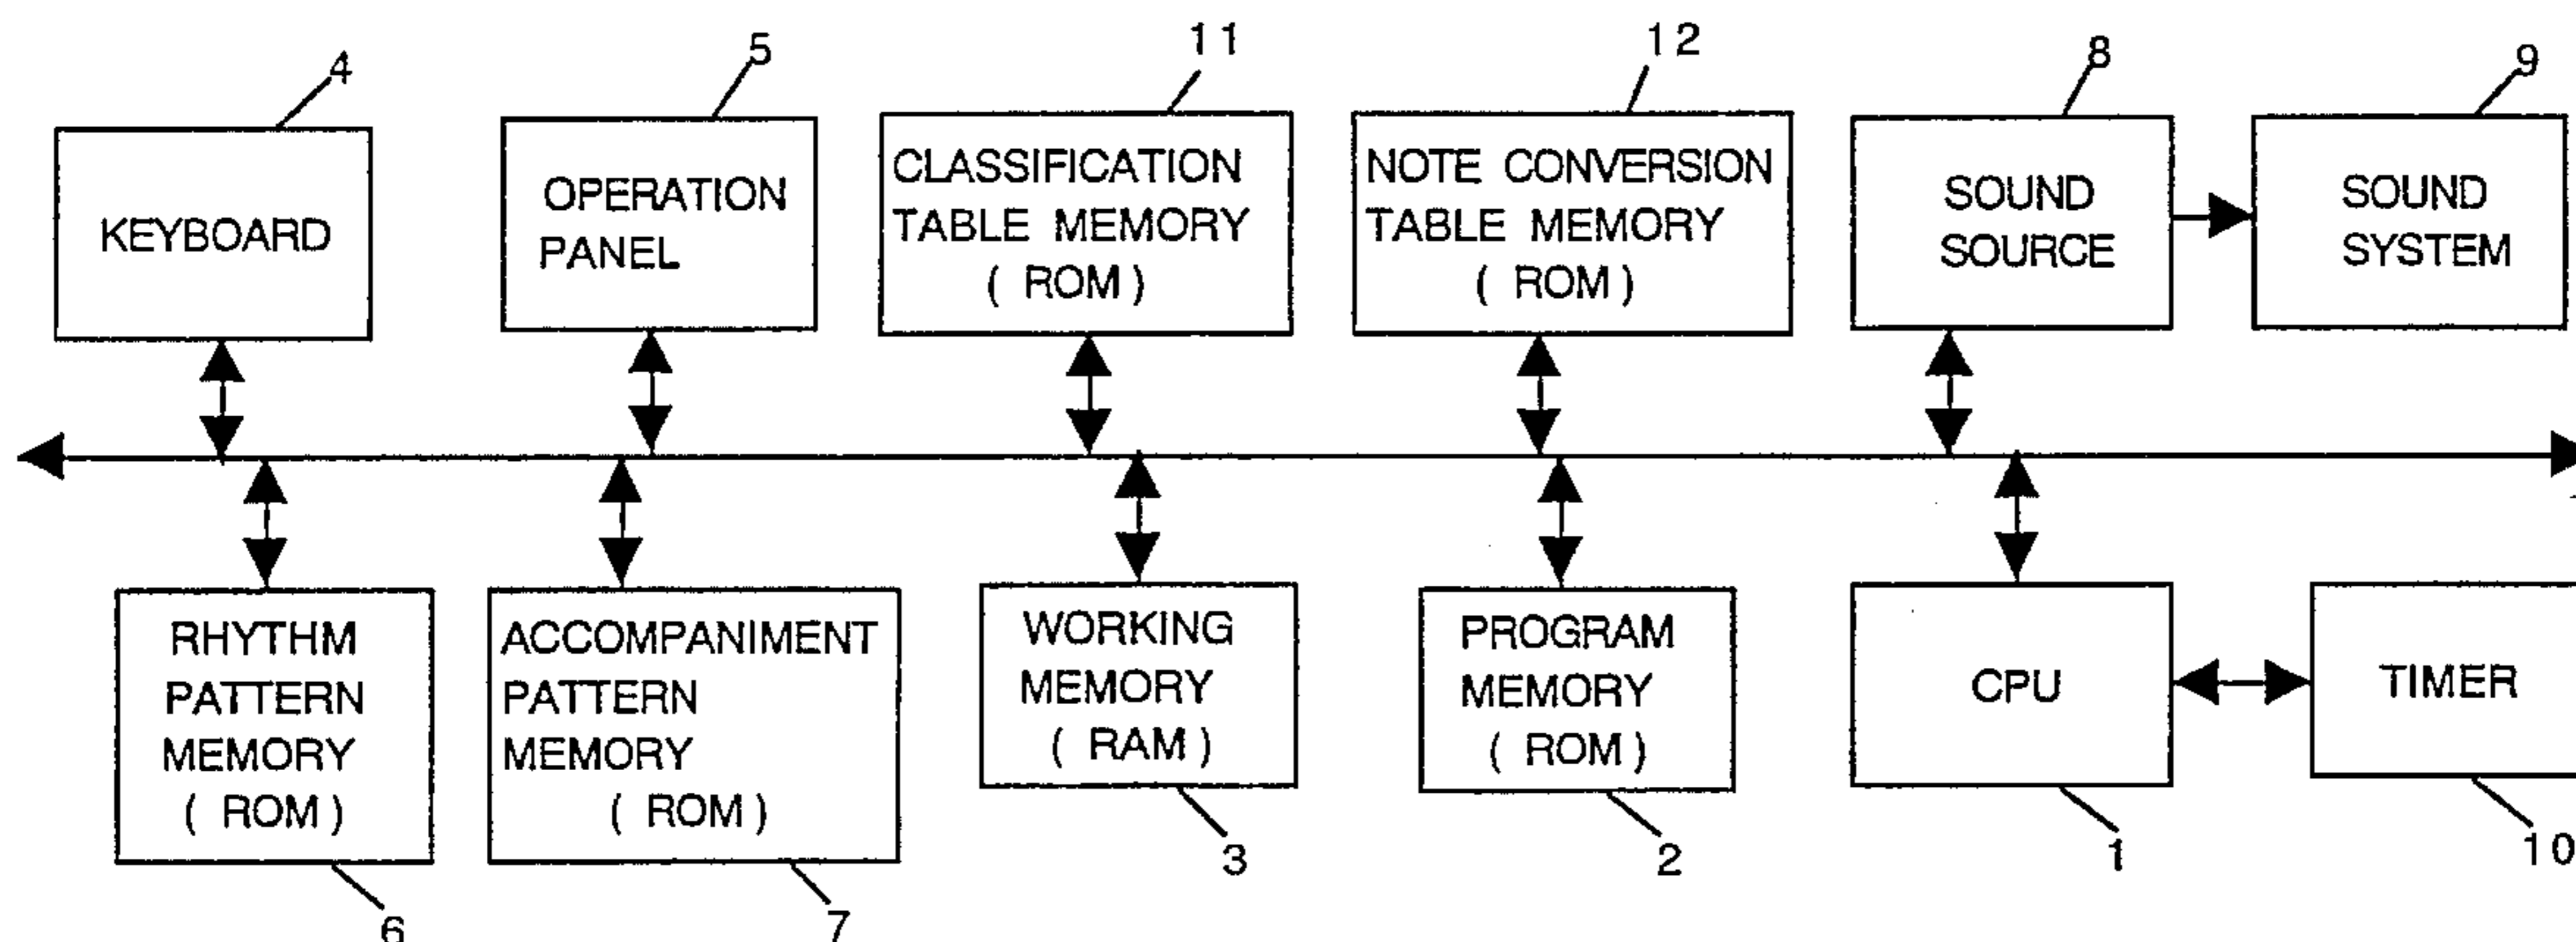 4
5
11
12
8
9
KEYBOARD
OPERATION
PANEL
CLASSIFICATION
TABLE MEMORY
( ROM )
NOTE CONVERSION
TABLE MEMORY
( ROM )
SOUND
SOURCE
SOUND
SYSTEM
RHYTHM
PATTERN
MEMORY
( ROM )
ACCOMPANIMENT
PATTERN
MEMORY
( ROM )
WORKING
MEMORY
( RAM )
PROGRAM
MEMORY
( ROM )
CPU
TIMER
6
7
3
2
1
10